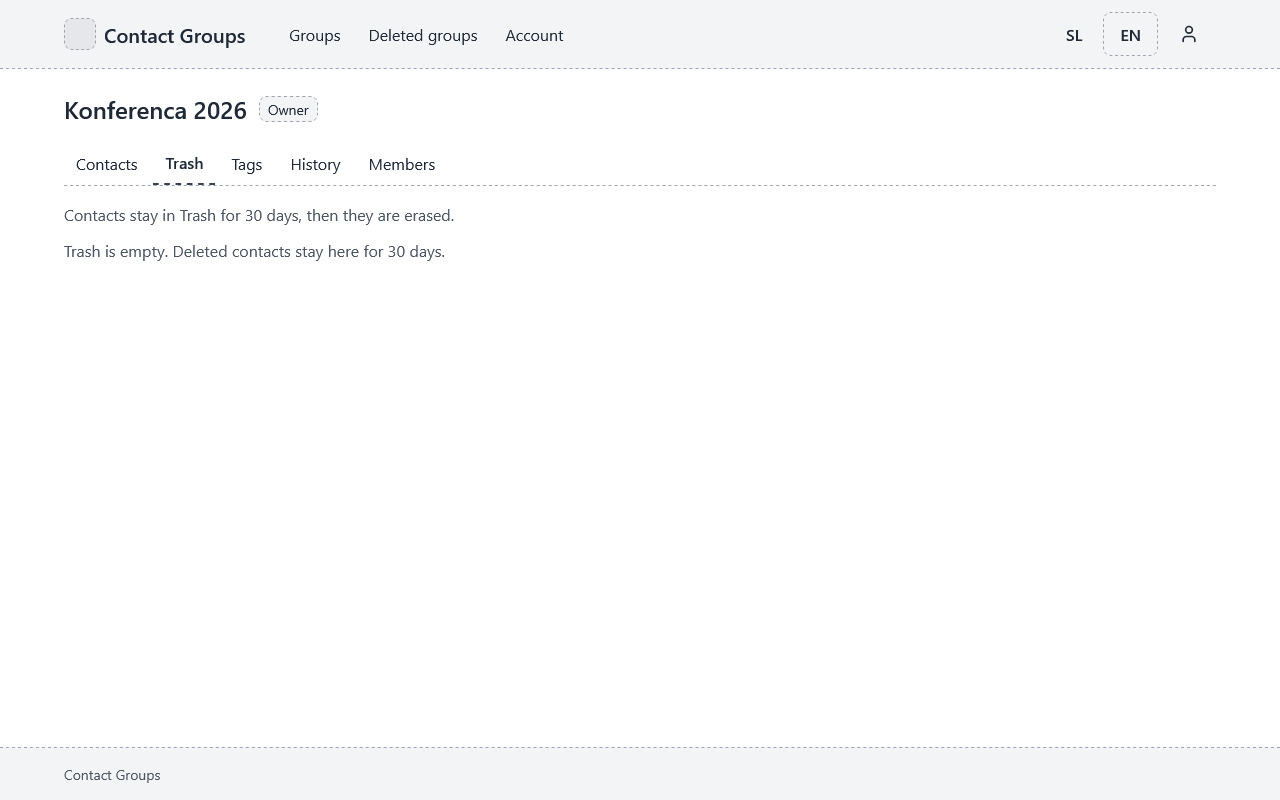 Contact Groups Groups Deleted groups Account SL EN
Konferenca 2026 Owner
Contacts Trash Tags History Members
Contacts stay in Trash for 30 days, then they are erased.
Trash is empty. Deleted contacts stay here for 30 days.
Contact Groups